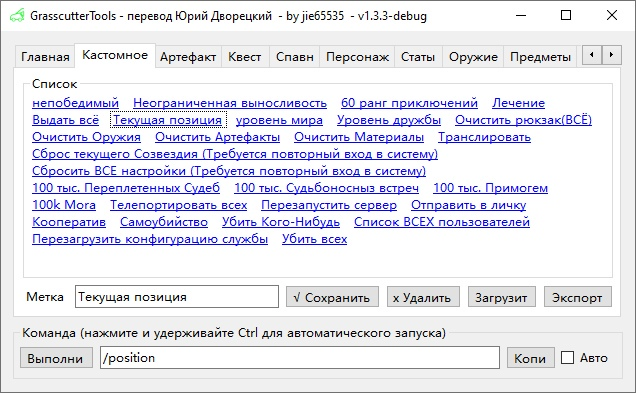 GrasscutterTools - перевод Юрий Дворецкий - by jie65535 - v1.3.3-debug
Главная Кастомное Артефакт Квест Спавн Персонаж Статы Оружие Предметы
Список
непобедимый Неограниченная выносливость 60 ранг приключений Лечение
Выдать всё Текущая позиция уровень мира Уровень дружбы Очистить рюкзак(ВСЁ)
Очистить Оружия Очистить Артефакты Очистить Материалы Транслировать
Сброс текущего Созвездия (Требуется повторный вход в систему)
Сбросить ВСЕ настройки (Требуется повторный вход в систему)
100 тыс. Переплетенных Судеб 100 тыс. Судьбоносныз встреч 100 тыс. Примогем
100k Mora Телепортировать всех Перезапустить сервер Отправить в личку
Кооператив Самоубийство Убить Кого-Нибудь Список ВСЕХ пользователей
Перезагрузить конфигурацию службы Убить всех
Метка Текущая позиция √ Сохранить x Удалить Загрузит Экспорт
Команда (нажмите и удерживайте Ctrl для автоматического запуска)
Выполни /position Копи Авто